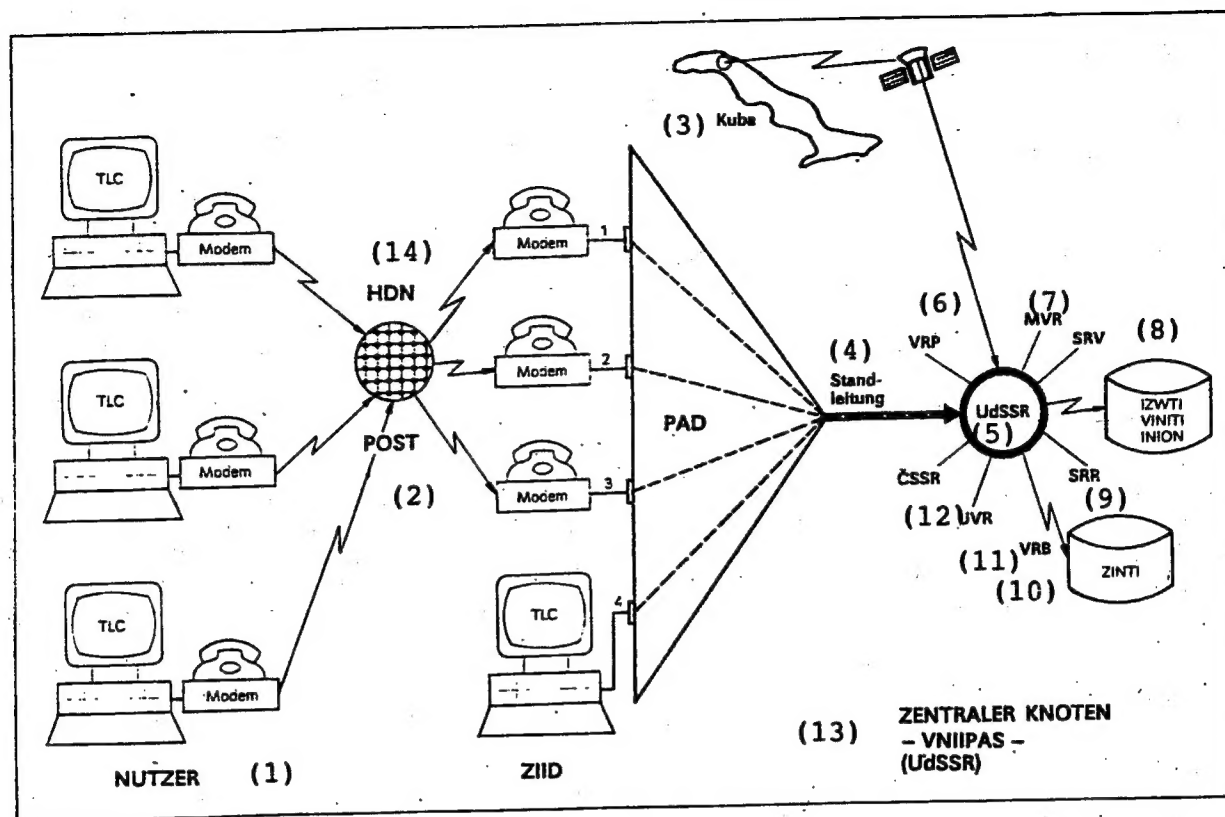 (3) Kuba
TLC
Modem
Modem
1
(14)
HDN
(6)
(7)
MVR
VRP
SRV
(8)
TLC
Modem
Modem
2
(4)
Stand-
leitung
UdSSR
(5)
IZWTI
VINITI
INION
PAD
POST
(2)
Modem
3
ČSSR
SRR
(9)
(12) UVR
(11) VRB
(10)
ZINTI
TLC
Modem
TLC
4
NUTZER (1)
ZIID
(13) ZENTRALER KNOTEN
– VNIIPAS –
(UdSSR)